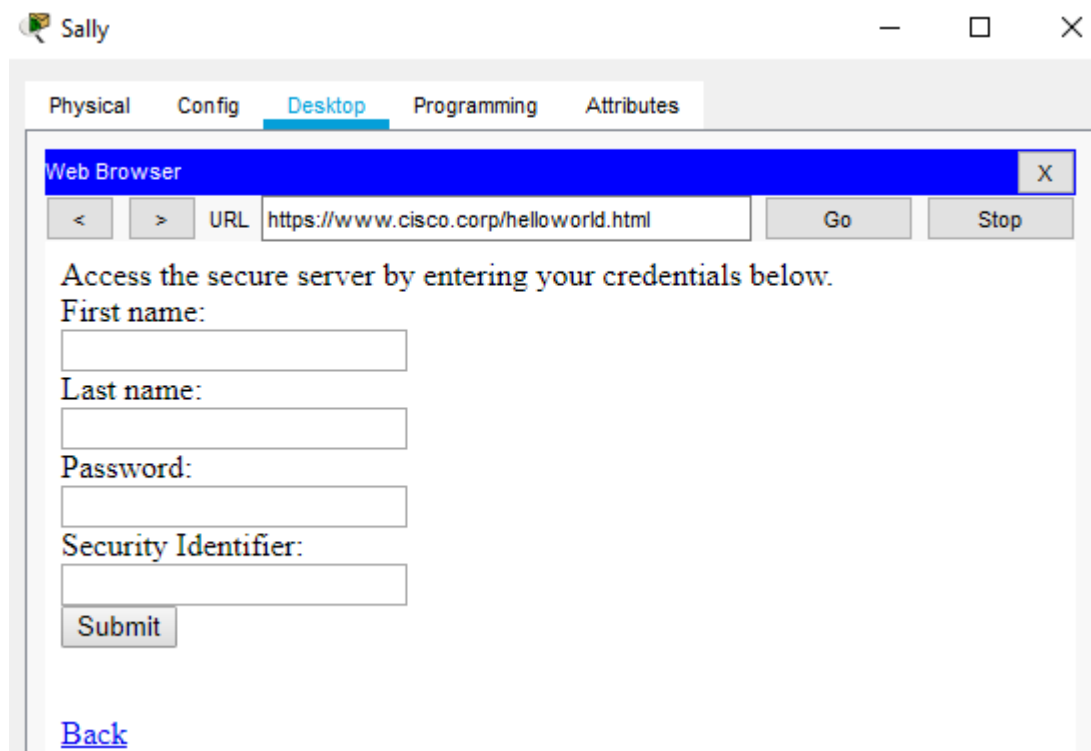 Sally
Physical Config Desktop Programming Attributes
Web Browser X
< > URL https://www.cisco.corp/helloworld.html Go Stop
Access the secure server by entering your credentials below.
First name:
Last name:
Password:
Security Identifier:
Submit
Back